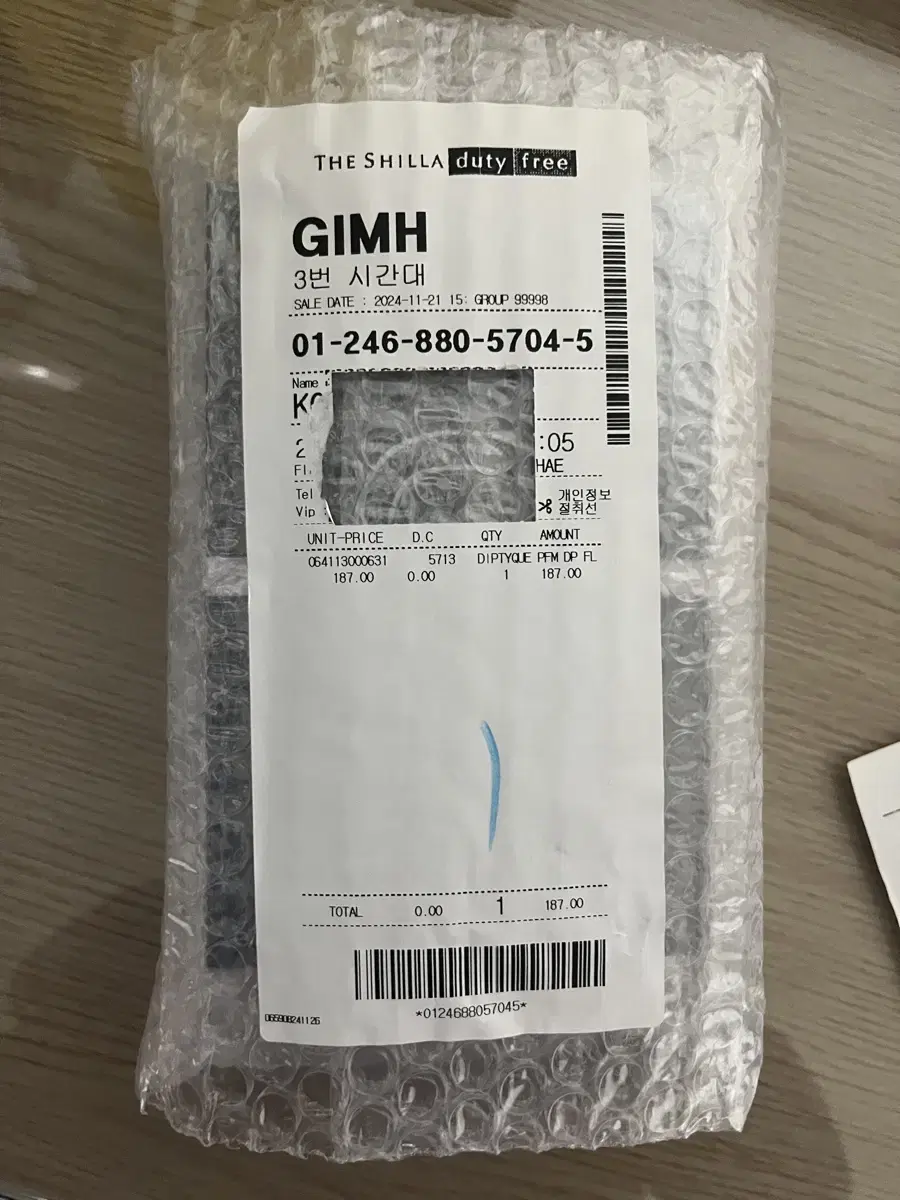 THE SHILLA duty free
GIMH
3번 시간대
SALE DATE : 2024-11-21 15: GROUP 99998
01-246-880-5704-5
Name :
:05
HAE
Tel
Vip :
개인정보
절취선
UNIT-PRICE D.C QTY AMOUNT
064113000631 5713 DIPTYQUE PFM DP FL
187.00 0.00 1 187.00
TOTAL 0.00 1 187.00
*0124688057045*